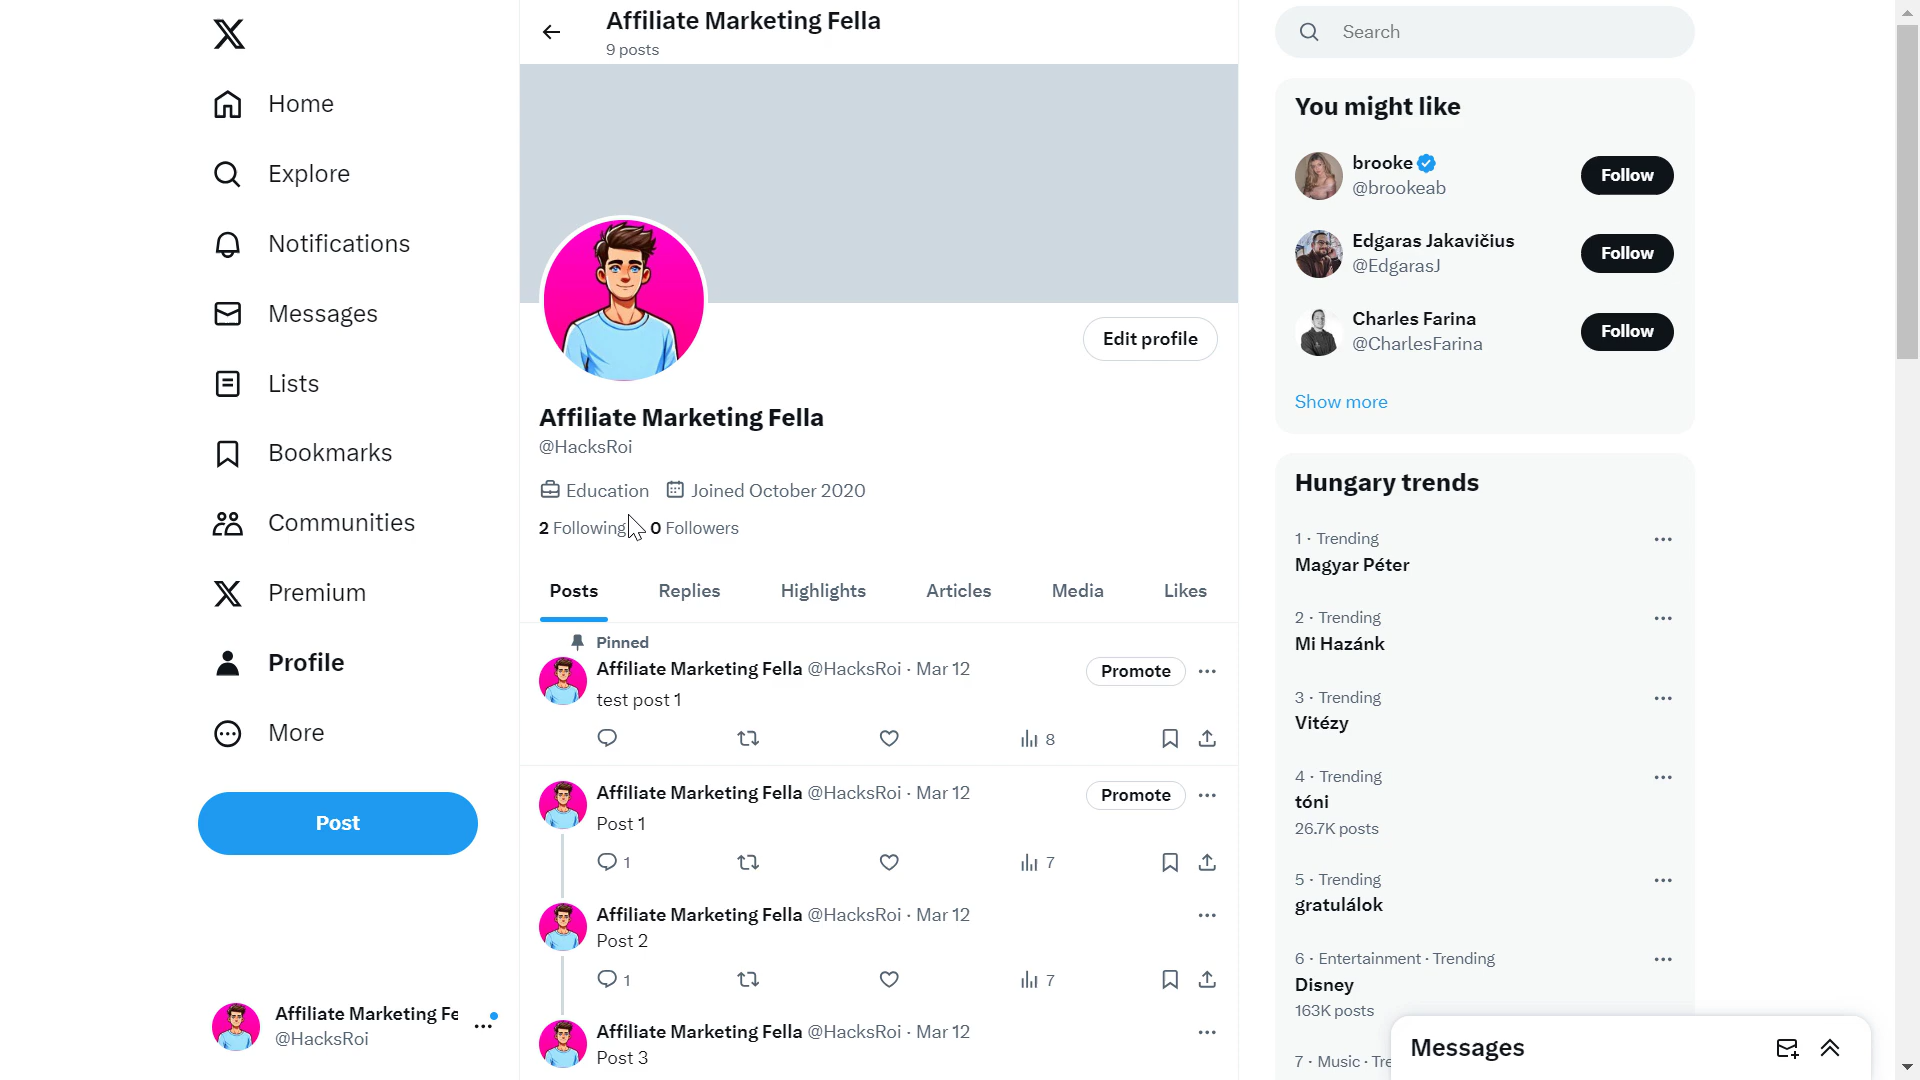 Home
Explore
Notifications
Messages
Lists
Bookmarks
Communities
Premium
Profile
More
Post
Affiliate Marketing Fe
@HacksRoi
Affiliate Marketing Fella
9 posts
Edit profile
Affiliate Marketing Fella
@HacksRoi
Education Joined October 2020
2 Following 0 Followers
Posts Replies Highlights Articles Media Likes
Pinned
Affiliate Marketing Fella @HacksRoi · Mar 12 Promote
test post 1
8
Affiliate Marketing Fella @HacksRoi · Mar 12 Promote
Post 1
1 7
Affiliate Marketing Fella @HacksRoi · Mar 12
Post 2
1 7
Affiliate Marketing Fella @HacksRoi · Mar 12
Post 3
Search
You might like
brooke
@brookeab
Follow
Edgaras Jakavičius
@EdgarasJ
Follow
Charles Farina
@CharlesFarina
Follow
Show more
Hungary trends
1 · Trending
Magyar Péter
2 · Trending
Mi Hazánk
3 · Trending
Vitézy
4 · Trending
tóni
26.7K posts
5 · Trending
gratulálok
6 · Entertainment · Trending
Disney
163K posts
7 · Music · Tre
Messages